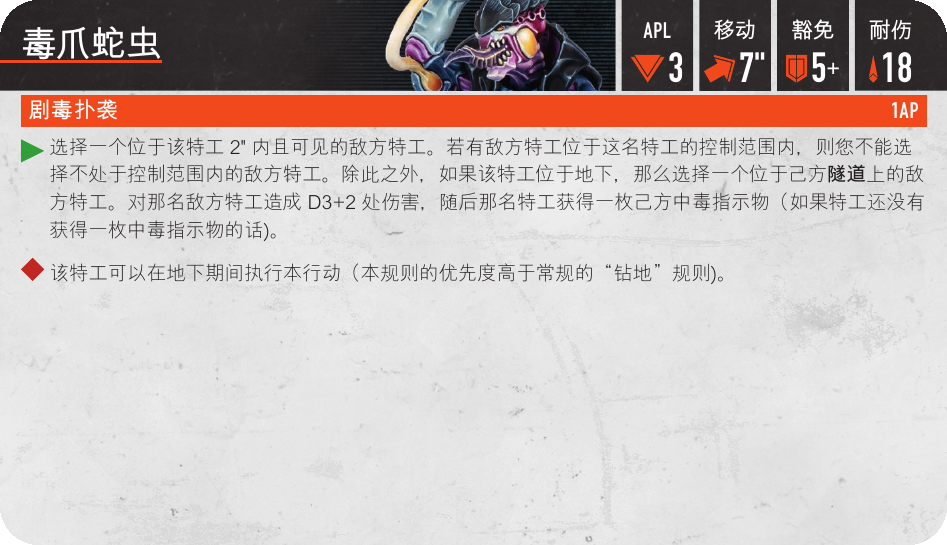 毒爪蛇虫
APL
3
移动
7"
豁免
5+
耐伤
18
剧毒扑袭 1AP
选择一个位于该特工 2" 内且可见的敌方特工。若有敌方特工位于这名特工的控制范围内，则您不能选
择不处于控制范围内的敌方特工。除此之外，如果该特工位于地下，那么选择一个位于己方隧道上的敌
方特工。对那名敌方特工造成 D3+2 处伤害，随后那名特工获得一枚己方中毒指示物（如果特工还没有
获得一枚中毒指示物的话)。
该特工可以在地下期间执行本行动（本规则的优先度高于常规的“钻地”规则)。